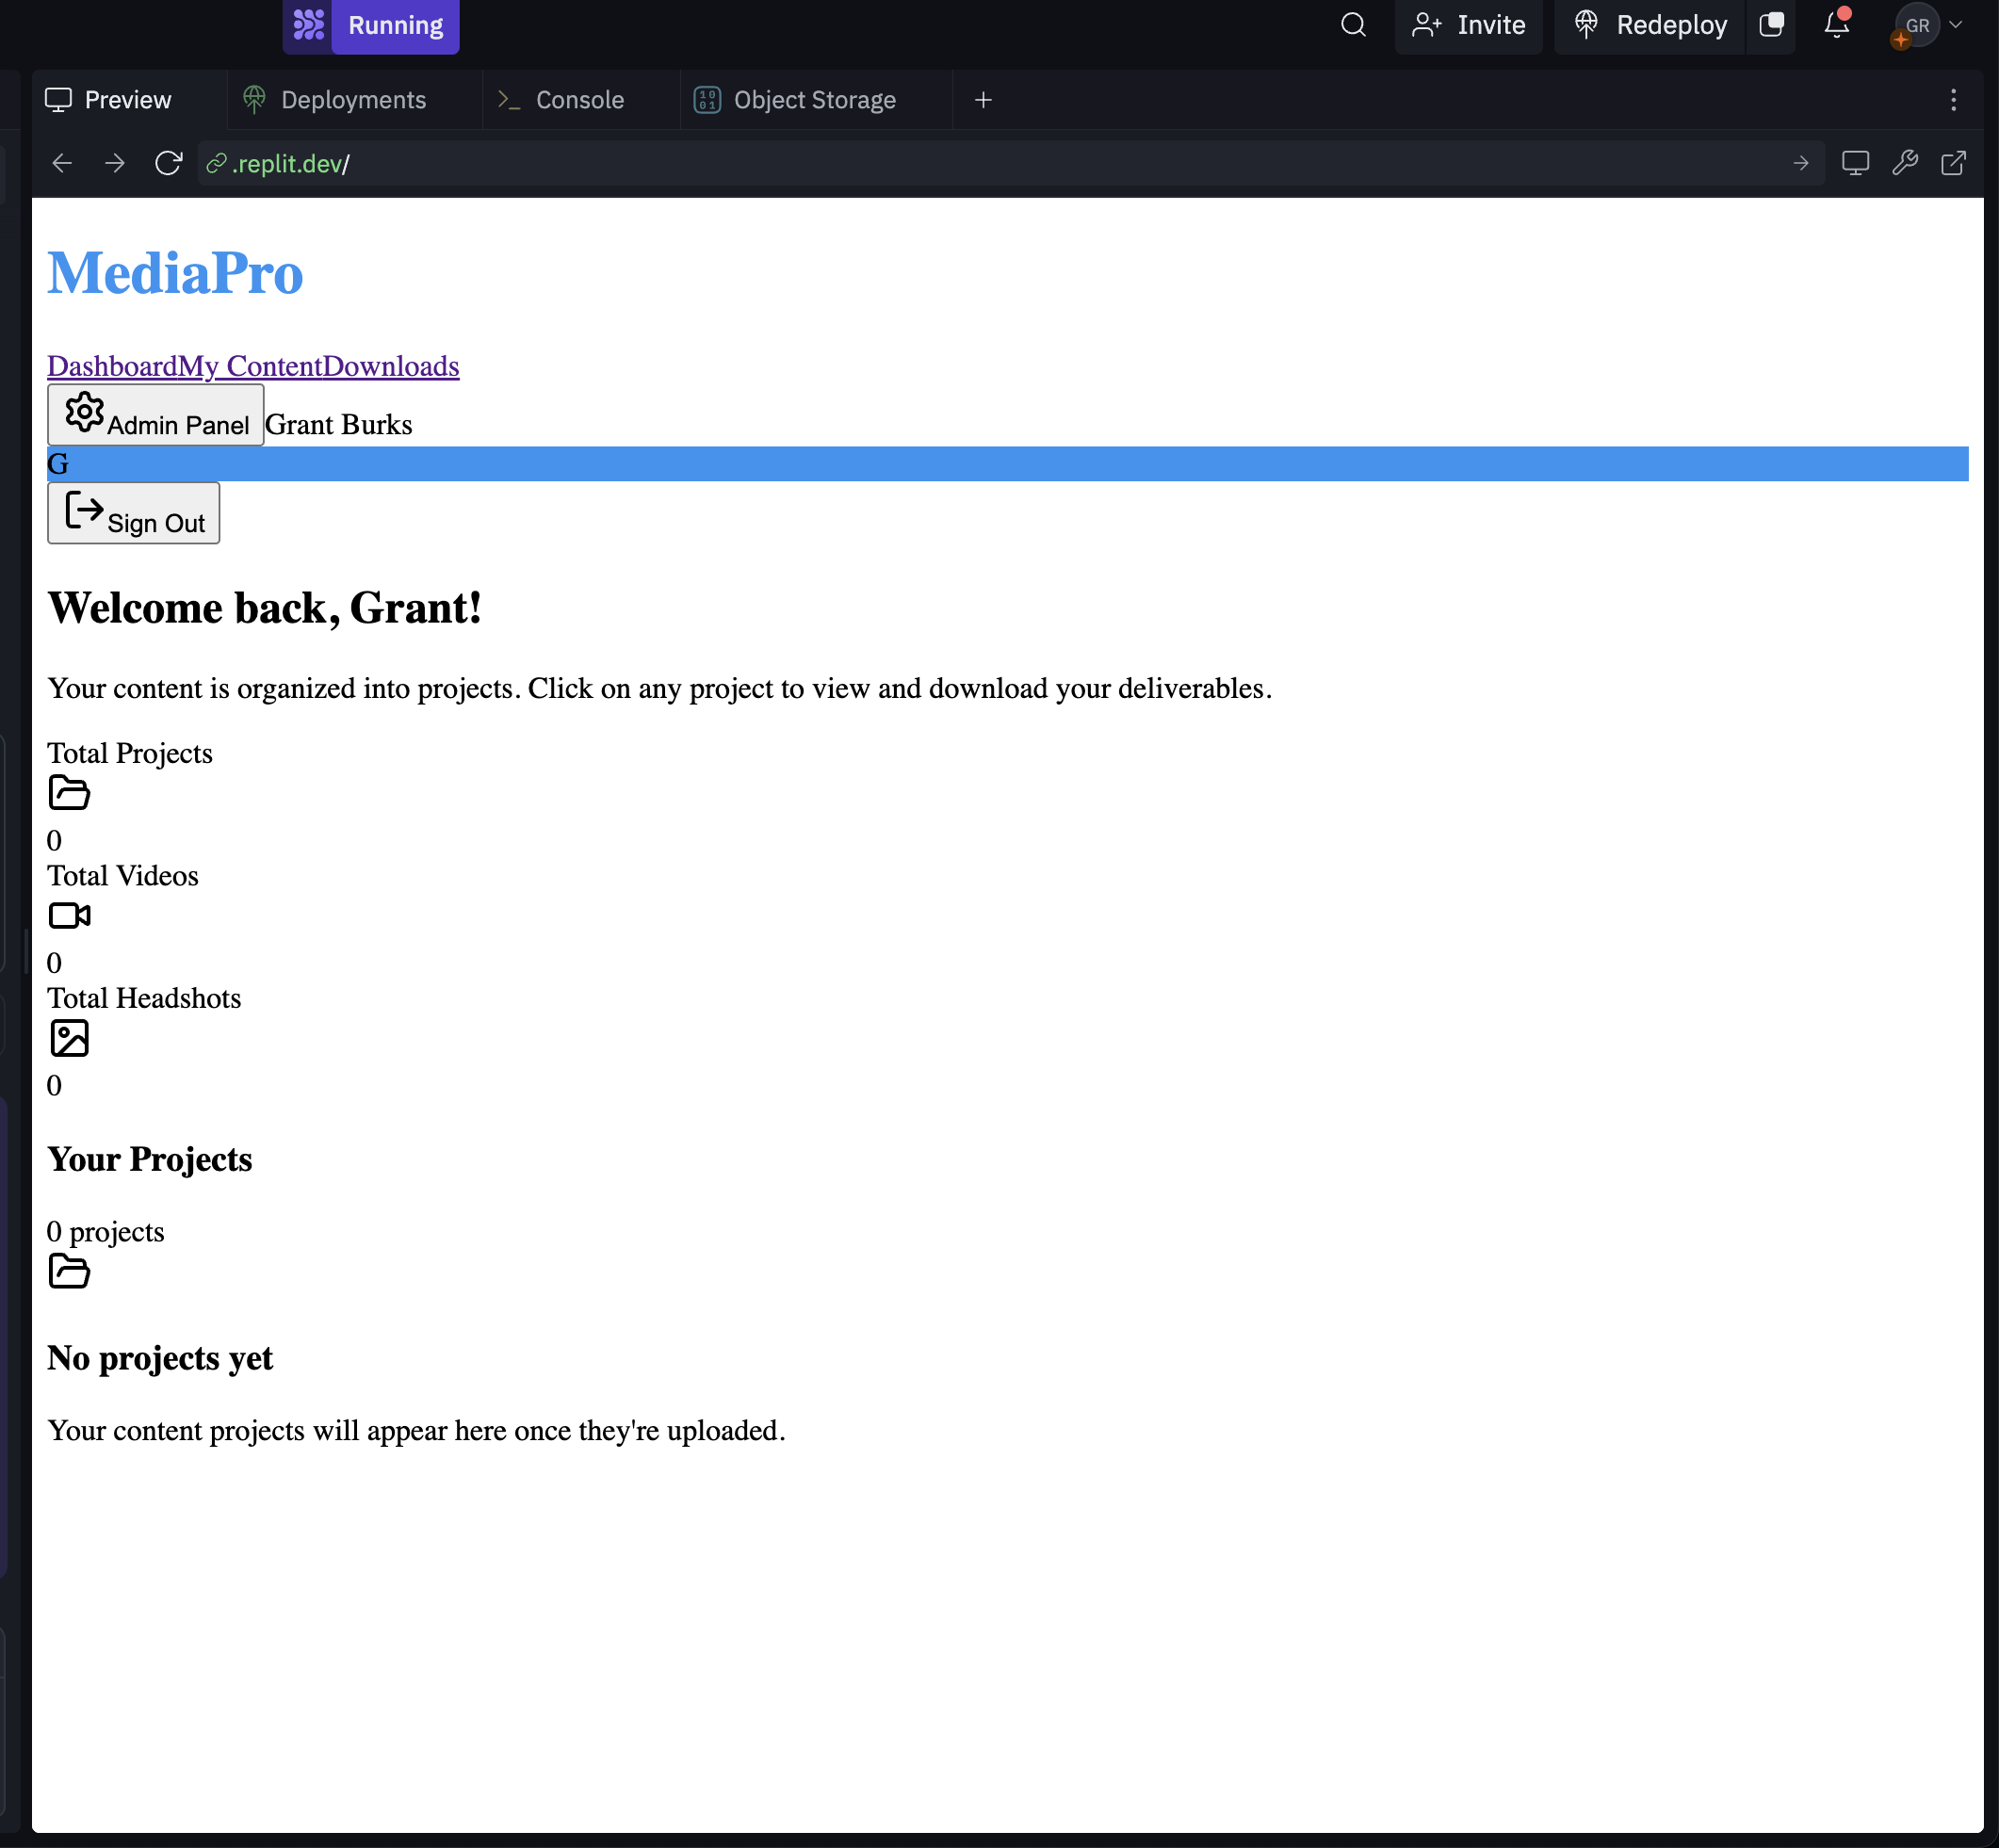 Running
Invite
Redeploy
GR
Preview
Deployments
Console
Object Storage
.replit.dev/
MediaPro
DashboardMy ContentDownloads
Admin Panel
Grant Burks
G
Sign Out
Welcome back, Grant!
Your content is organized into projects. Click on any project to view and download your deliverables.
Total Projects
0
Total Videos
0
Total Headshots
0
Your Projects
0 projects
No projects yet
Your content projects will appear here once they're uploaded.